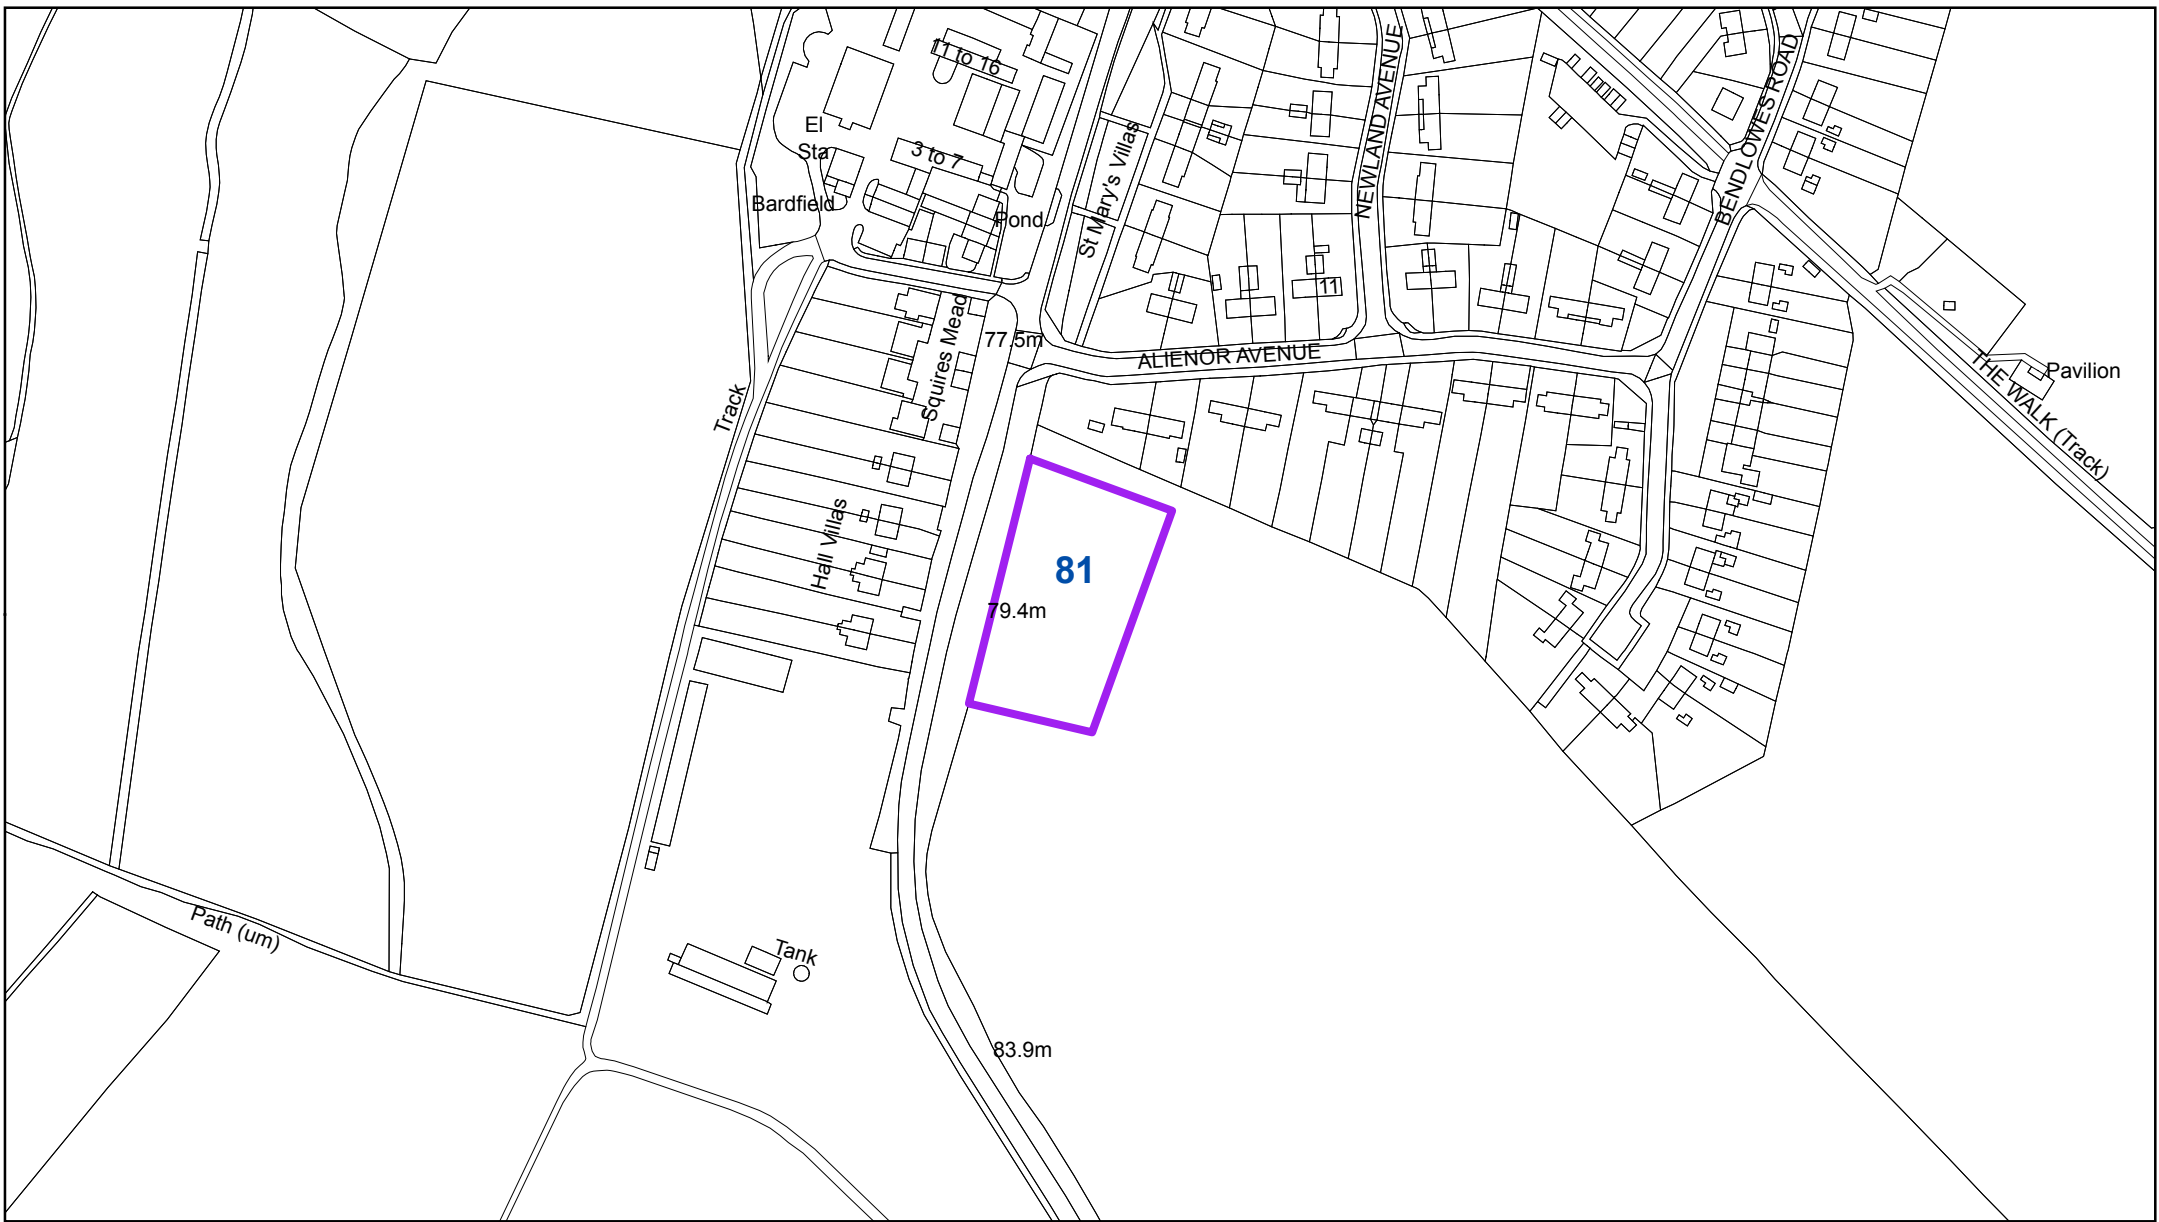 11 to 16
NEWLAND AVENUE
BENDLOWES ROAD
El
Sta
3 to 7
St Mary's Villas
Bardfield
Pond
11
Squires Mead
77.5m
ALIENOR AVENUE
THE WALK (Track)
Pavilion
Track
Hall Villas
81
79.4m
Path (um)
Tank
83.9m